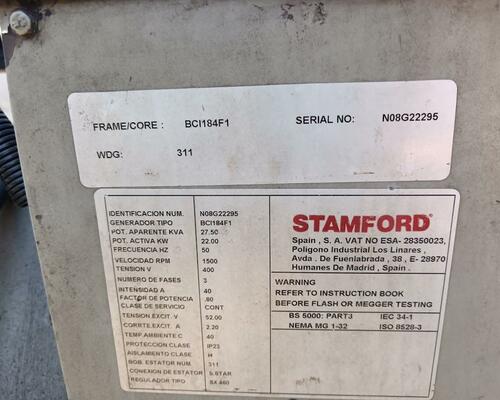 FRAME/CORE : BCI184F1 SERIAL NO: N08G22295
WDG: 311
IDENTIFICACION NUM. N08G22295
GENERADOR TIPO BCI184F1
POT. APARENTE KVA 27.50
POT. ACTIVA KW 22.00
FRECUENCIA HZ 50
VELOCIDAD RPM 1500
TENSION V 400
NUMERO DE FASES 3
INTENSIDAD A 40
FACTOR DE POTENCIA .80
CLASE DE SERVICIO CONT
TENSION EXCIT. V 52.00
CORRTE.EXCIT. A 2.20
TEMP.AMBIENTE C 40
PROTECCION CLASE IP23
AISLAMIENTO CLASE H
BOB. ESTATOR NUM. 311
CONEXION DE ESTATOR S.STAR
REGULADOR TIPO SX 460
STAMFORD
Spain , S. A. VAT NO ESA- 28350023,
Poligono Industrial Los Linares ,
Avda . De Fuenlabrada , 38 , E- 28970
Humanes De Madrid , Spain .
WARNING
REFER TO INSTRUCTION BOOK
BEFORE FLASH OR MEGGER TESTING
BS 5000: PART3 IEC 34-1
NEMA MG 1-32 ISO 8528-3